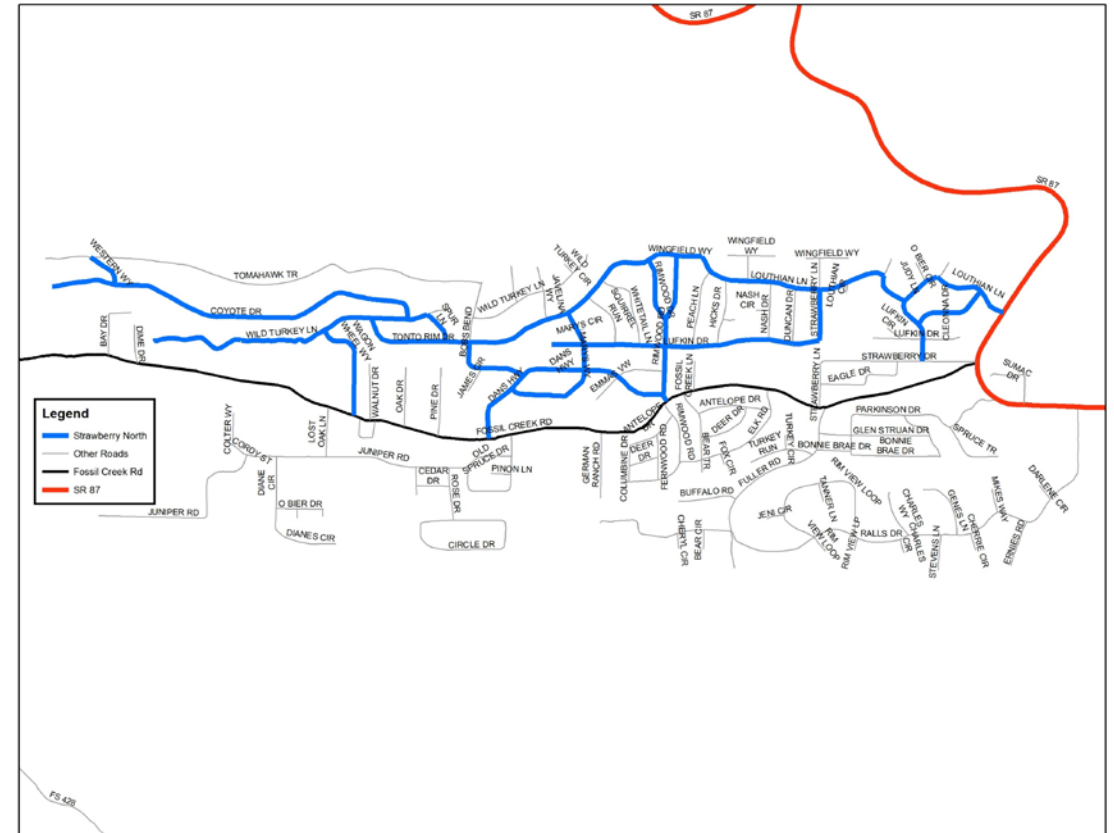 SR 87
SR 87
WESTERN WY
TOMAHAWK TR
WILD
TURKEY CIR
WINGFIELD WY
WINGFIELD
WY
WINGFIELD WY
O BIER CIR
JUDY LN
LOUTHIAN LN
COYOTE DR
SPUR
LN
WILD TURKEY LN
JAVELINA
WY
SQUIRREL
RUN
WHITETAIL LN
RIMWOOD
PEACH LN
HICKS DR
LOUTHIAN LN
NASH
CIR
NASH DR
DUNCAN DR
STRAWBERRY LN
LOUTHIAN
CIR
LUFKIN
CIR
LUFKIN DR
CLEONNA DR
BAY DR
DIME DR
WILD TURKEY LN
WAGON
WHEEL WY
TONTO RIM DR
BOBBS BEND
MARY'S CIR
MARYS WY
RIMWOOD RD
LUFKIN DR
STRAWBERRY DR
EAGLE DR
SUMAC
DR
JAMES CIR
DANS HWY
DANS
HWY
EMMAS VW
FOSSIL
CREEK LN
STRAWBERRY LN
WALNUT DR
OAK DR
PINE DR
Legend
Strawberry North
Other Roads
Fossil Creek Rd
SR 87
COLTER WY
CORDY ST
LOST
OAK LN
FOSSIL CREEK RD
ANTELOPE
DR
ANTELOPE DR
DEER DR
ELK RD
PARKINSON DR
GLEN STRUAN DR
BONNIE
BRAE DR
BONNIE BRAE DR
SPRUCE TR
JUNIPER RD
OLD
SPRUCE DR
PINON LN
GERMAN
RANCH RD
COLUMBINE DR
DEER
DR
FERNWOOD RD
RIMWOOD RD
BEAR TR
FOX CIR
TURKEY
RUN
TURKEY CIR
FULLER RD
DIANE
CIR
CEDAR
DR
ROSE DR
BUFFALO RD
RIM VIEW LOOP
TANNER LN
DARLENE CIR
O BIER DR
JUNIPER RD
DIANES CIR
CIRCLE DR
JENI CIR
CHERYL CIR
BEAR CIR
RIM
VIEW LOOP
RIM VIEW LP
RALLS DR
CHARLES
WY
CHARLES
CIR
STEVENS LN
GENES LN
CHERRIE CIR
MIKES WAY
ERNIES RD
FS 428